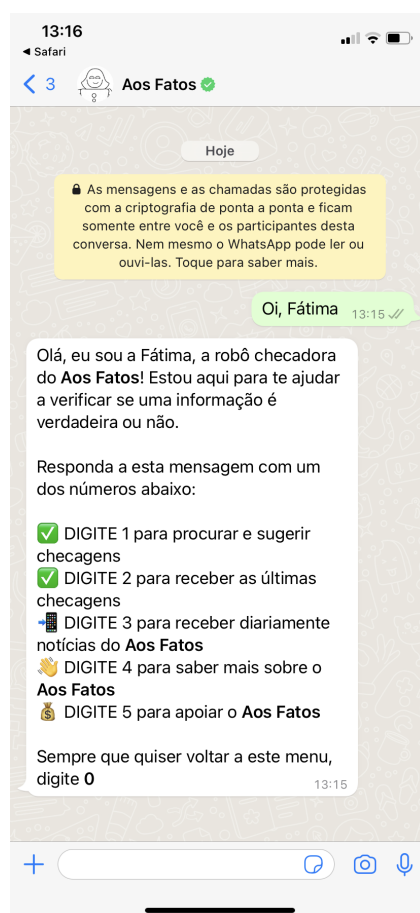 13:16
Safari
3
Aos Fatos
Hoje
As mensagens e as chamadas são protegidas
com a criptografia de ponta a ponta e ficam
somente entre você e os participantes desta
conversa. Nem mesmo o WhatsApp pode ler ou
ouvi-las. Toque para saber mais.
Oi, Fátima 13:15
Olá, eu sou a Fátima, a robô checadora
do Aos Fatos! Estou aqui para te ajudar
a verificar se uma informação é
verdadeira ou não.
Responda a esta mensagem com um
dos números abaixo:
✅ DIGITE 1 para procurar e sugerir
checagens
✅ DIGITE 2 para receber as últimas
checagens
📲 DIGITE 3 para receber diariamente
notícias do Aos Fatos
👋 DIGITE 4 para saber mais sobre o
Aos Fatos
💰 DIGITE 5 para apoiar o Aos Fatos
Sempre que quiser voltar a este menu,
digite 0 13:15